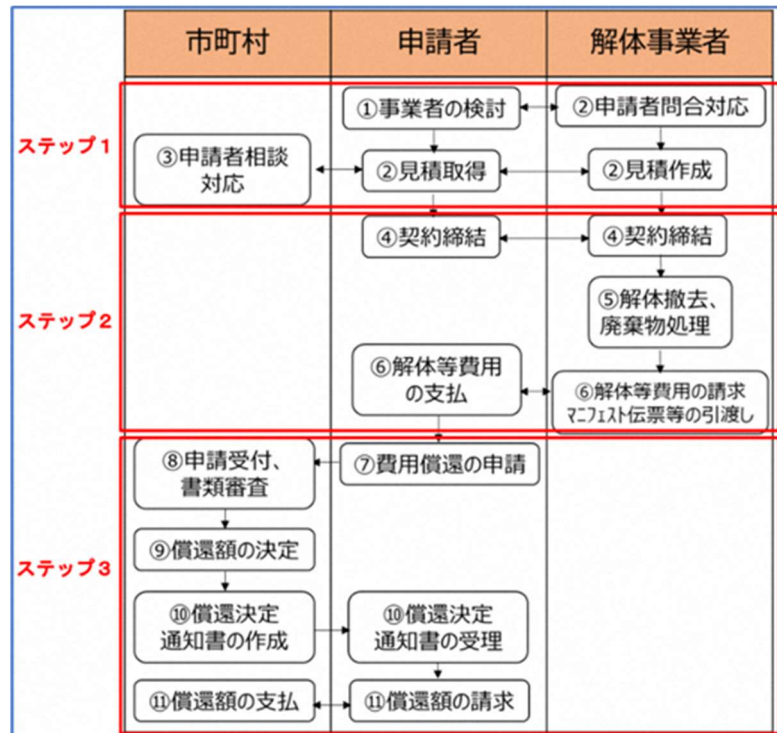 市町村
申請者
解体事業者
ステップ1
①事業者の検討
②申請者問合対応
③申請者相談
対応
②見積取得
②見積作成
ステップ2
④契約締結
④契約締結
⑤解体撤去、
廃棄物処理
⑥解体等費用
の支払
⑥解体等費用の請求
ﾏﾆﾌｪｽﾄ伝票等の引渡し
ステップ3
⑧申請受付、
書類審査
⑦費用償還の申請
⑨償還額の決定
⑩償還決定
通知書の作成
⑩償還決定
通知書の受理
⑪償還額の支払
⑪償還額の請求